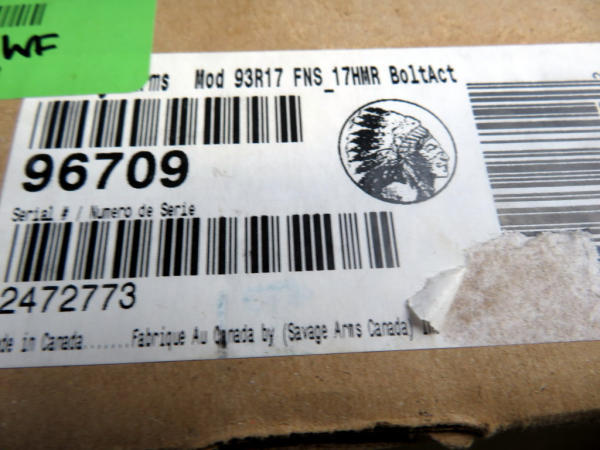 WF
rms Mod 93R17 FNS_17HMR BoltAct
96709
Serial # / Numero de Serie
2472773
de in Canada.......Fabrique Au Canada by (Savage Arms Canada)